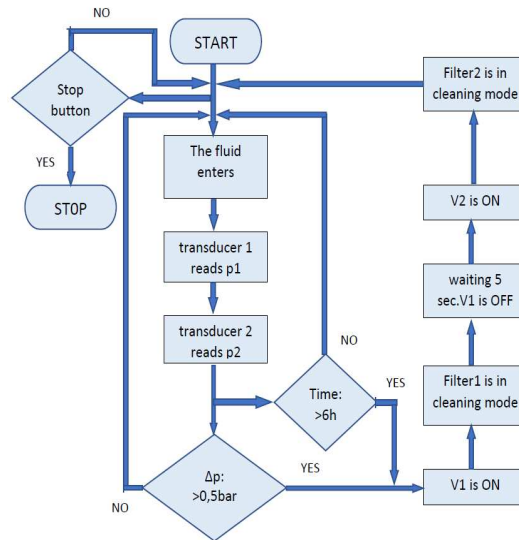 NO
START
Stop
button
YES
STOP
The fluid
enters
transducer 1
reads p1
transducer 2
reads p2
NO
Time:
>6h
YES
Δp:
>0,5bar
YES
NO
V1 is ON
Filter1 is in
cleaning mode
waiting 5
sec.V1 is OFF
V2 is ON
Filter2 is in
cleaning mode